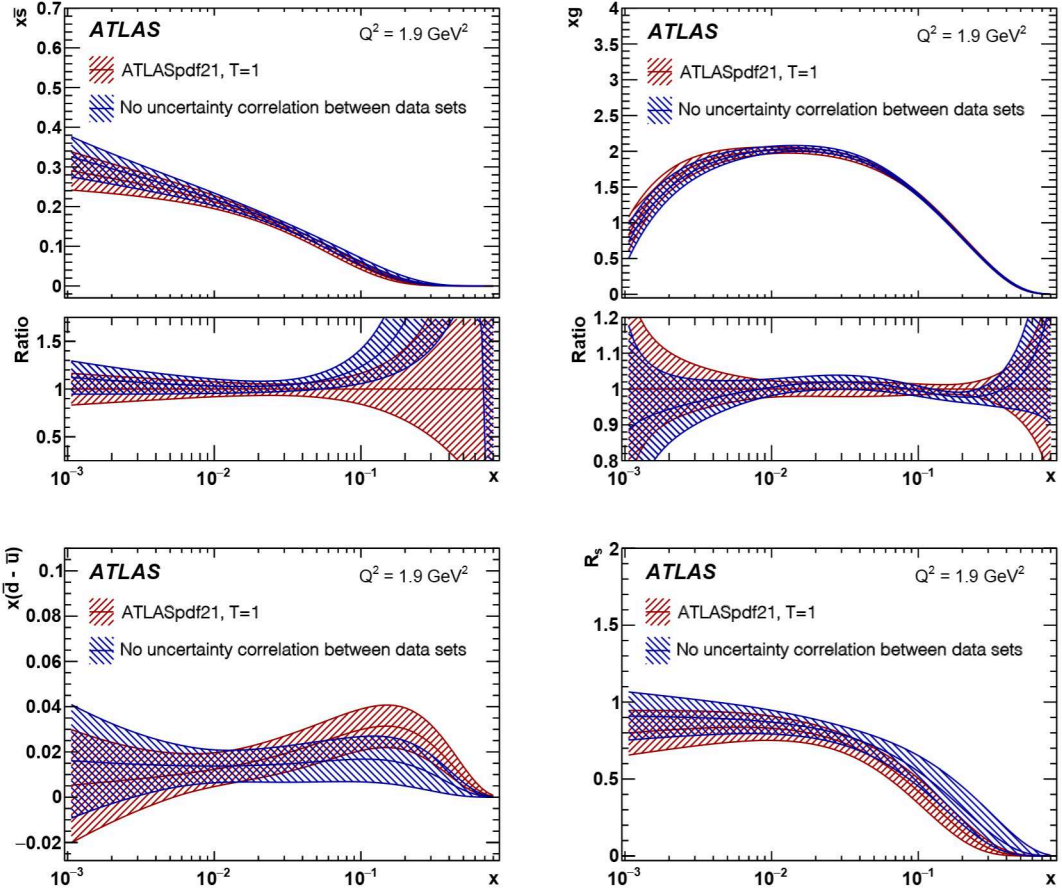 xs̅
0.7
0.6
0.5
0.4
0.3
0.2
0.1
0
ATLAS
Q² = 1.9 GeV²
ATLASpdf21, T=1
No uncertainty correlation between data sets
Ratio
1.5
1
0.5
10⁻³
10⁻²
10⁻¹
x
xg
4
3.5
3
2.5
2
1.5
1
0.5
0
ATLAS
Q² = 1.9 GeV²
ATLASpdf21, T=1
No uncertainty correlation between data sets
Ratio
1.2
1.1
1.0
0.9
0.8
10⁻³
10⁻²
10⁻¹
x
x(d̅ - u̅)
0.1
0.08
0.06
0.04
0.02
0
−0.02
ATLAS
Q² = 1.9 GeV²
ATLASpdf21, T=1
No uncertainty correlation between data sets
10⁻³
10⁻²
10⁻¹
x
Rₛ
2
1.5
1
0.5
0
ATLAS
Q² = 1.9 GeV²
ATLASpdf21, T=1
No uncertainty correlation between data sets
10⁻³
10⁻²
10⁻¹
x